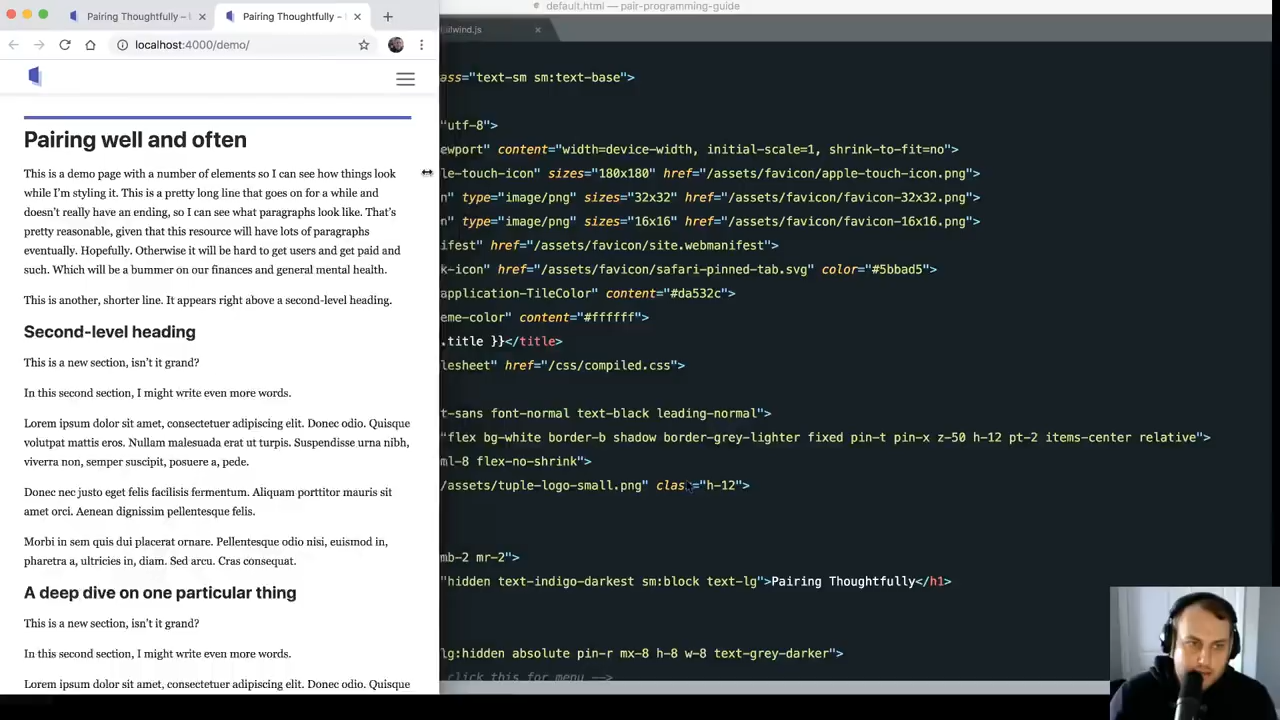 Pairing Thoughtfully – 
Pairing Thoughtfully – 
default.html — pair-programming-guide
ilwind.js
localhost:4000/demo/
Pairing well and often
This is a demo page with a number of elements so I can see how things look
while I'm styling it. This is a pretty long line that goes on for a while and
doesn't really have an ending, so I can see what paragraphs look like. That's
pretty reasonable, given that this resource will have lots of paragraphs
eventually. Hopefully. Otherwise it will be hard to get users and get paid and
such. Which will be a bummer on our finances and general mental health.
This is another, shorter line. It appears right above a second-level heading.
Second-level heading
This is a new section, isn't it grand?
In this second section, I might write even more words.
Lorem ipsum dolor sit amet, consectetuer adipiscing elit. Donec odio. Quisque
volutpat mattis eros. Nullam malesuada erat ut turpis. Suspendisse urna nibh,
viverra non, semper suscipit, posuere a, pede.
Donec nec justo eget felis facilisis fermentum. Aliquam porttitor mauris sit
amet orci. Aenean dignissim pellentesque felis.
Morbi in sem quis dui placerat ornare. Pellentesque odio nisi, euismod in,
pharetra a, ultricies in, diam. Sed arcu. Cras consequat.
A deep dive on one particular thing
This is a new section, isn't it grand?
In this second section, I might write even more words.
Lorem ipsum dolor sit amet, consectetuer adipiscing elit. Donec odio. Quisque
ass="text-sm sm:text-base">
"utf-8">
ewport" content="width=device-width, initial-scale=1, shrink-to-fit=no">
le-touch-icon" sizes="180x180" href="/assets/favicon/apple-touch-icon.png">
n" type="image/png" sizes="32x32" href="/assets/favicon/favicon-32x32.png">
n" type="image/png" sizes="16x16" href="/assets/favicon/favicon-16x16.png">
ifest" href="/assets/favicon/site.webmanifest">
k-icon" href="/assets/favicon/safari-pinned-tab.svg" color="#5bbad5">
application-TileColor" content="#da532c">
eme-color" content="#ffffff">
.title }}</title>
lesheet" href="/css/compiled.css">
t-sans font-normal text-black leading-normal">
"flex bg-white border-b shadow border-grey-lighter fixed pin-t pin-x z-50 h-12 pt-2 items-center relative">
ml-8 flex-no-shrink">
/assets/tuple-logo-small.png" class="h-12">
mb-2 mr-2">
"hidden text-indigo-darkest sm:block text-lg">Pairing Thoughtfully</h1>
lg:hidden absolute pin-r mx-8 h-8 w-8 text-grey-darker">
click this for menu -->